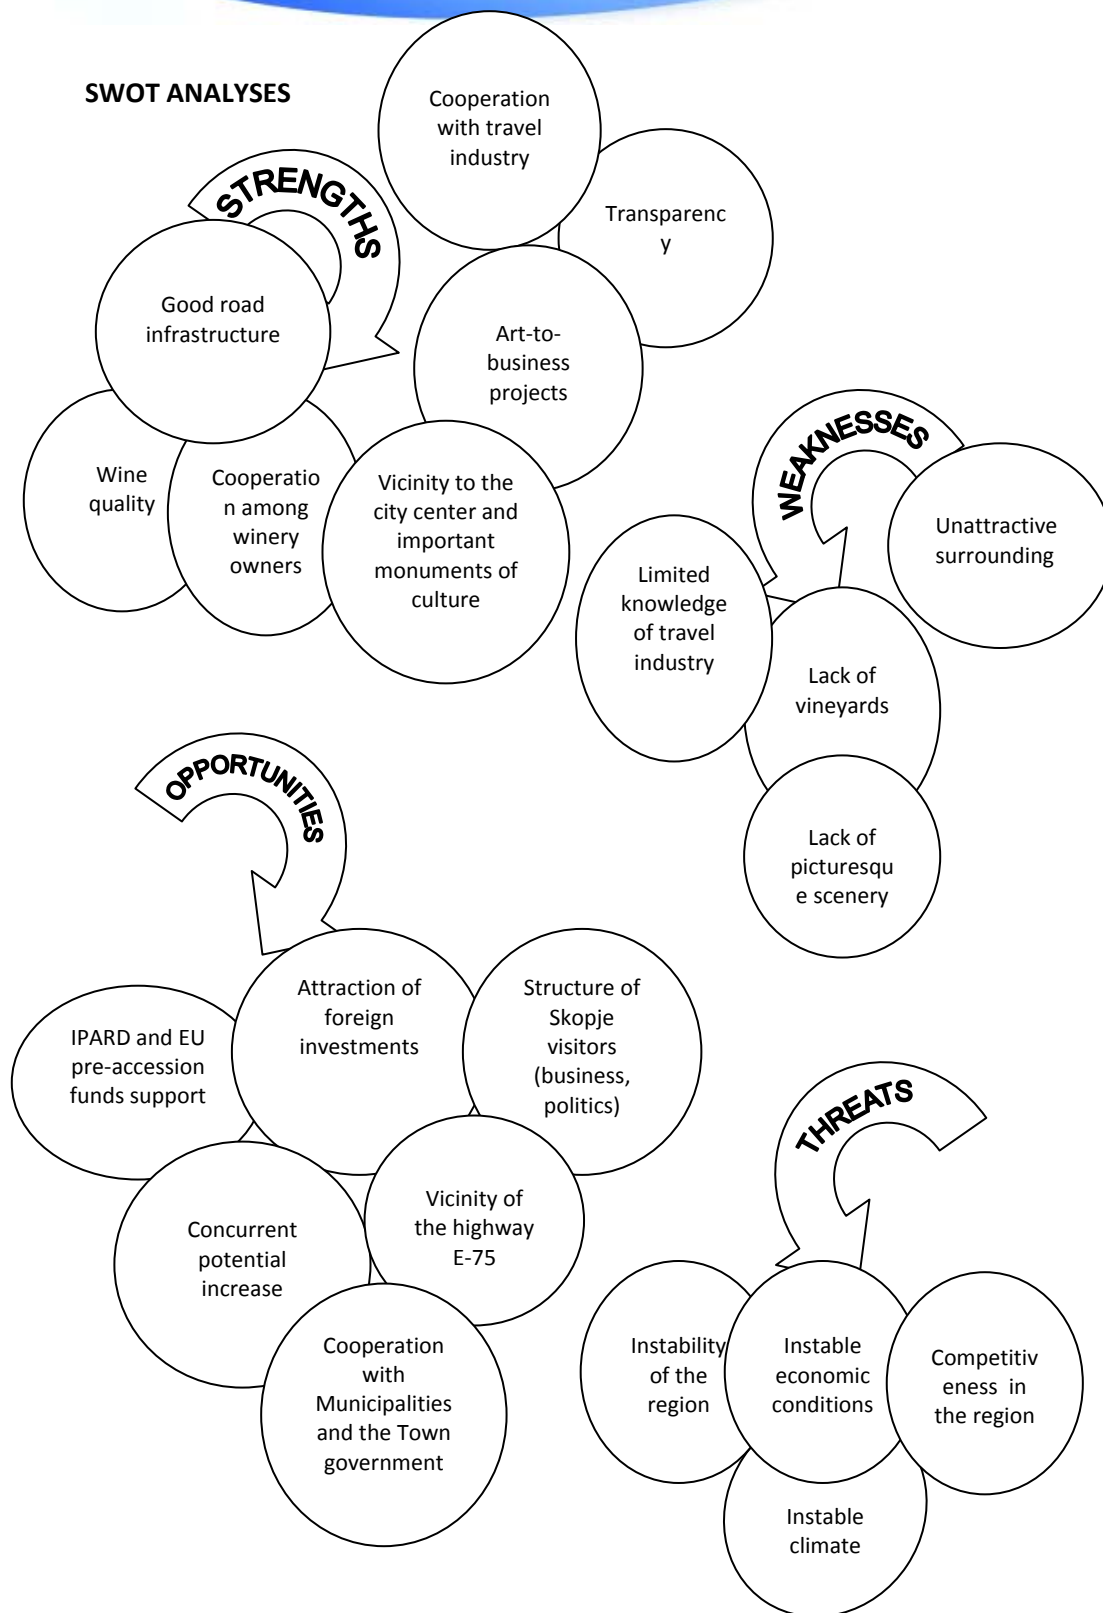 SWOT ANALYSES
STRENGTHS
Cooperation
with travel
industry
Transparenc
y
Good road
infrastructure
Art-to-
business
projects
Wine
quality
Cooperatio
n among
winery
owners
Vicinity to the
city center and
important
monuments of
culture
WEAKNESSES
Unattractive
surrounding
Limited
knowledge
of travel
industry
Lack of
vineyards
Lack of
picturesqu
e scenery
OPPORTUNITIES
IPARD and EU
pre-accession
funds support
Attraction of
foreign
investments
Structure of
Skopje
visitors
(business,
politics)
Concurrent
potential
increase
Vicinity of
the highway
E-75
Cooperation
with
Municipalities
and the Town
government
THREATS
Instability
of the
region
Instable
economic
conditions
Competitiv
eness in
the region
Instable
climate